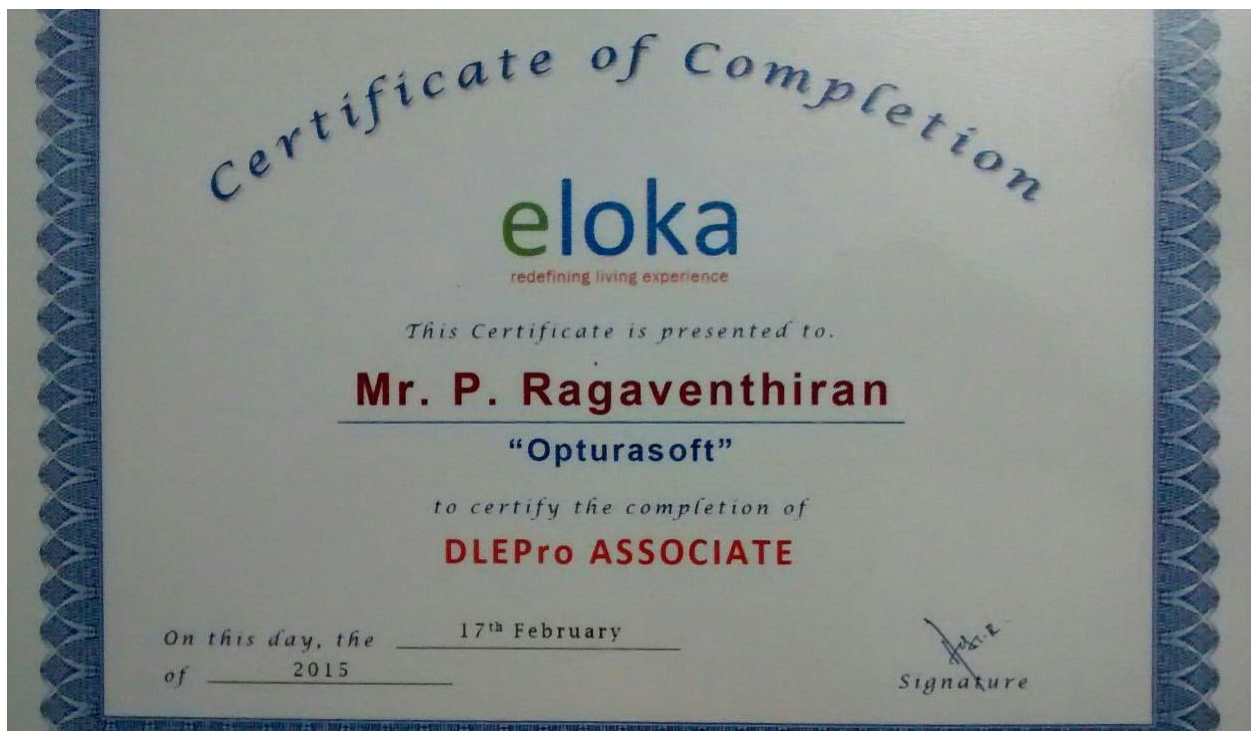 Certificate of Completion
eloka
redefining living experience
This Certificate is presented to.
Mr. P. Ragaventhiran
“Opturasoft”
to certify the completion of
DLEPro ASSOCIATE
On this day, the 17th February
of 2015
Signature